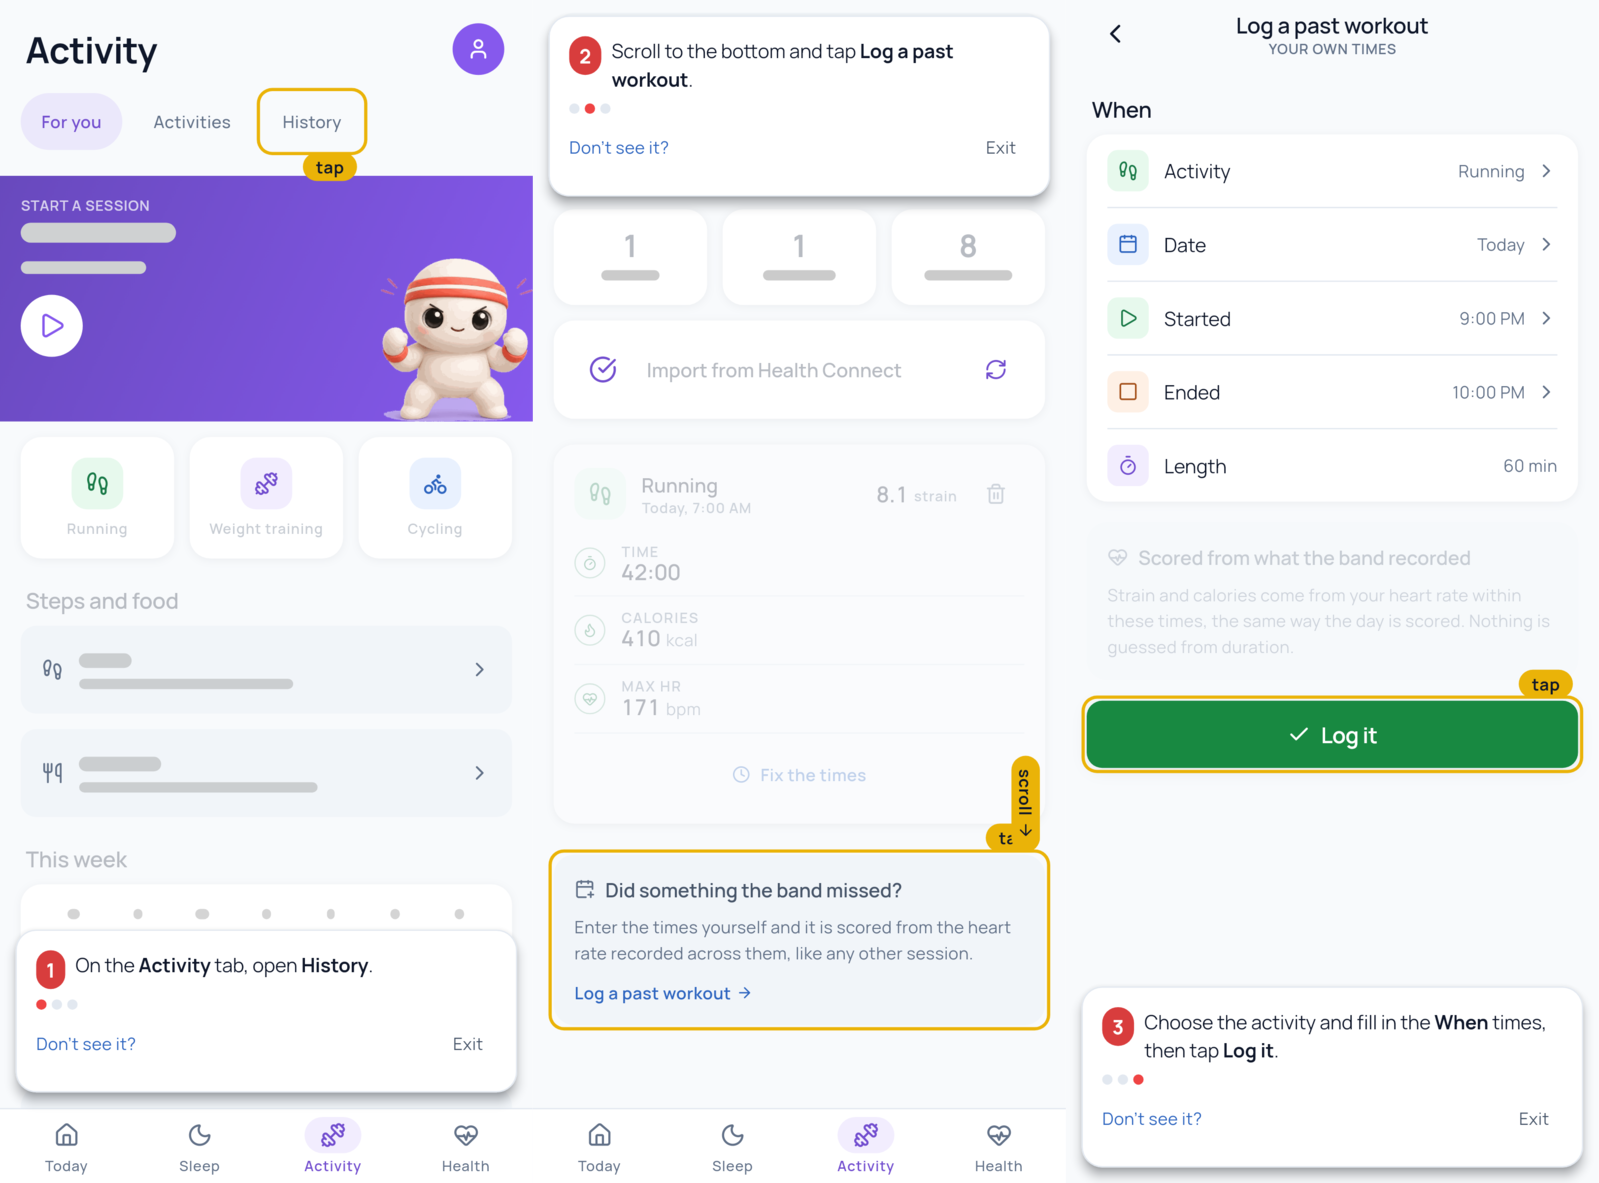 Activity
For you
Activities
History
tap
START A SESSION
Running
Weight training
Cycling
Steps and food
This week
1
On the Activity tab, open History.
Don't see it?
Exit
Today
Sleep
Activity
Health
2
Scroll to the bottom and tap Log a past
workout.
Don't see it?
Exit
1
1
8
Import from Health Connect
Running
Today, 7:00 AM
8.1 strain
TIME
42:00
CALORIES
410 kcal
MAX HR
171 bpm
Fix the times
scroll
Did something the band missed?
Enter the times yourself and it is scored from the heart
rate recorded across them, like any other session.
Log a past workout →
Today
Sleep
Activity
Health
Log a past workout
YOUR OWN TIMES
When
Activity
Running
Date
Today
Started
9:00 PM
Ended
10:00 PM
Length
60 min
Scored from what the band recorded
Strain and calories come from your heart rate within
these times, the same way the day is scored. Nothing is
guessed from duration.
tap
Log it
3
Choose the activity and fill in the When times,
then tap Log it.
Don't see it?
Exit